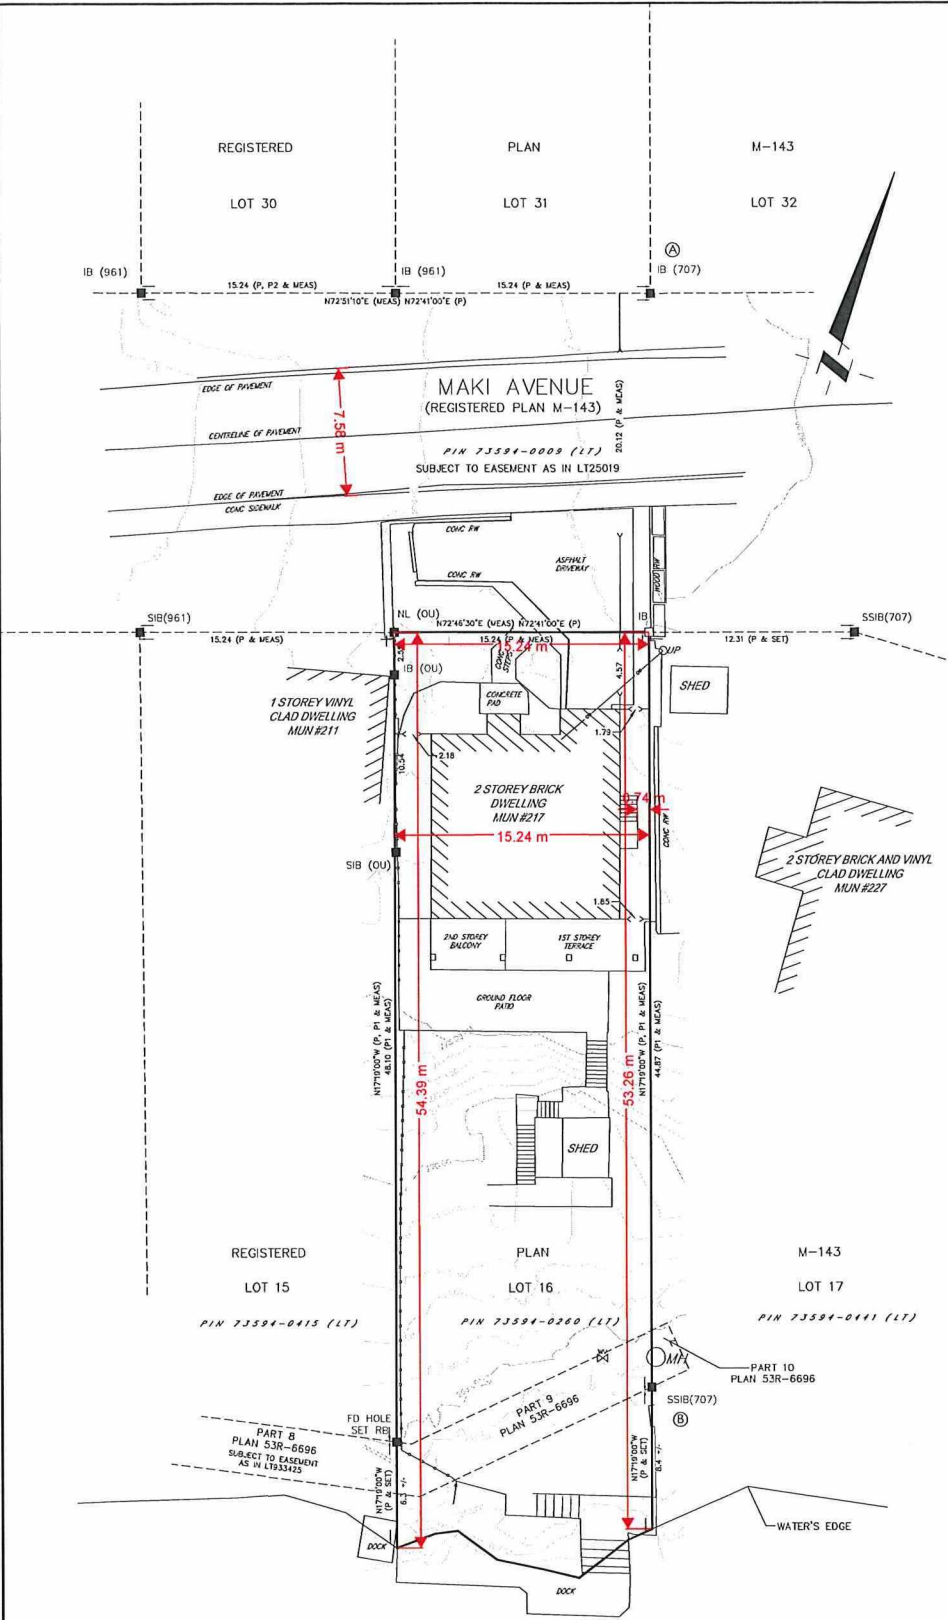 REGISTERED
PLAN
M-143
LOT 30
LOT 31
LOT 32
A
IB (961)
IB (961)
IB (707)
15.24 (P, P2 & MEAS)
15.24 (P & MEAS)
N72°51'10"E (MEAS) N72°41'00"E (P)
EDGE OF PAVEMENT
MAKI AVENUE
(REGISTERED PLAN M-143)
20.12 (P & MEAS)
7.58 m
CENTRELINE OF PAVEMENT
PIN 73594-0009 (LT)
SUBJECT TO EASEMENT AS IN LT25019
EDGE OF PAVEMENT
CONC SIDEWALK
CONC RW
ASPHALT
DRIVEWAY
CONC RW
WOOD RW
SIB(961)
NL (OU)
N72°46'30"E (MEAS) N72°41'00"E (P)
IB
SSIB(707)
15.24 (P & MEAS)
15.24 (P & MEAS)
12.31 (P & SET)
15.24 m
UP
IB (OU)
CONC
STEPS
4.57
SHED
CONCRETE
PAD
1 STOREY VINYL
CLAD DWELLING
MUN #211
1.79
10.54
2.18
2 STOREY BRICK
DWELLING
MUN #217
0.74 m
15.24 m
CONC RW
SIB (OU)
2 STOREY BRICK AND VINYL
CLAD DWELLING
MUN #227
1.85
2ND STOREY
BALCONY
1ST STOREY
TERRACE
GROUND FLOOR
PATIO
N17°19'00"W (P, P1 & MEAS)
48.10 (P1 & MEAS)
54.39 m
53.26 m
N17°19'00"W (P, P1 & MEAS)
44.87 (P1 & MEAS)
SHED
REGISTERED
PLAN
M-143
LOT 15
LOT 16
LOT 17
PIN 73594-0415 (LT)
PIN 73594-0260 (LT)
PIN 73594-0441 (LT)
MH
PART 10
PLAN 53R-6696
SSIB(707)
B
PART 9
PLAN 53R-6696
FD HOLE
SET RB
PART 8
PLAN 53R-6696
SUBJECT TO EASEMENT
AS IN LT933425
N17°19'00"W
(P & SET)
6.3 +/-
N17°19'00"W
(P & SET)
8.4 +/-
WATER'S EDGE
DOCK
DOCK